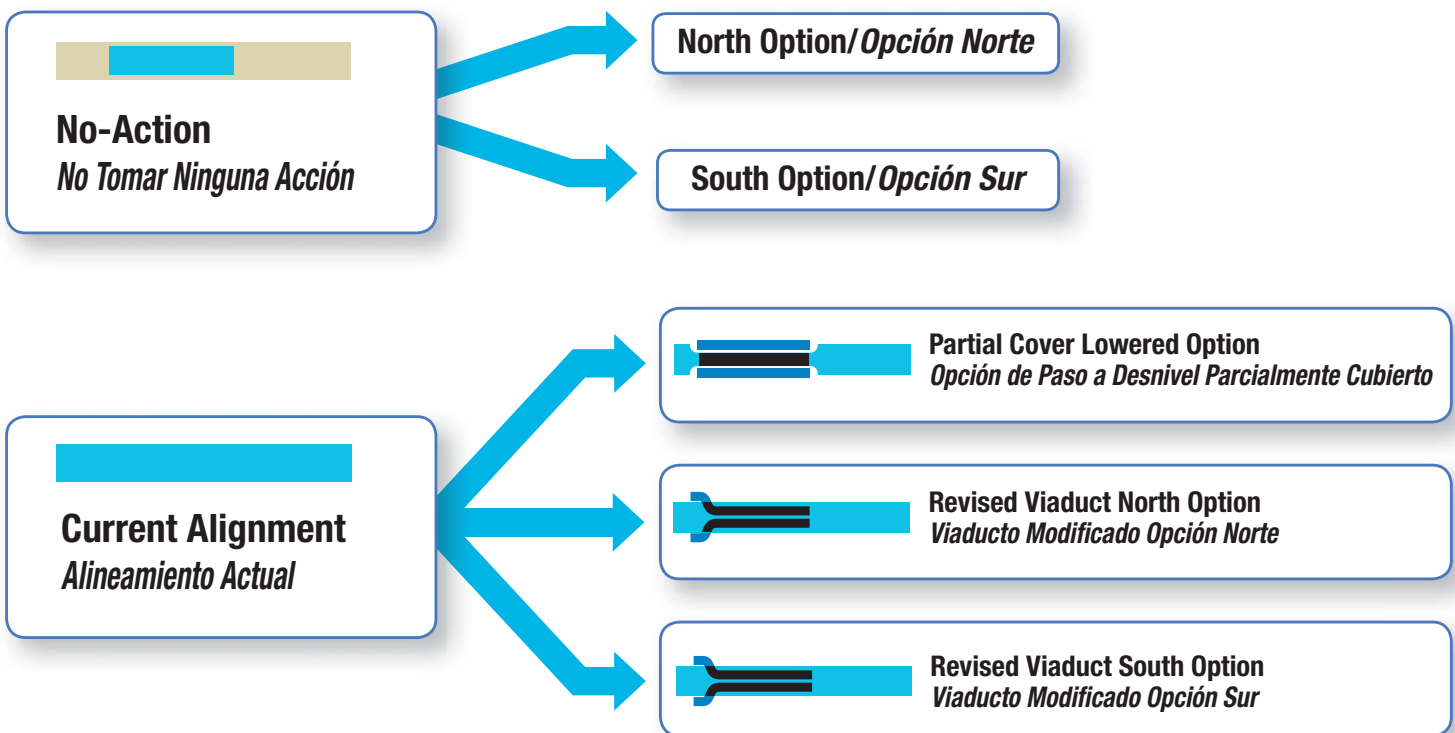 No-Action
No Tomar Ninguna Acción
North Option/Opción Norte
South Option/Opción Sur
Current Alignment
Alineamiento Actual
Partial Cover Lowered Option
Opción de Paso a Desnivel Parcialmente Cubierto
Revised Viaduct North Option
Viaducto Modificado Opción Norte
Revised Viaduct South Option
Viaducto Modificado Opción Sur